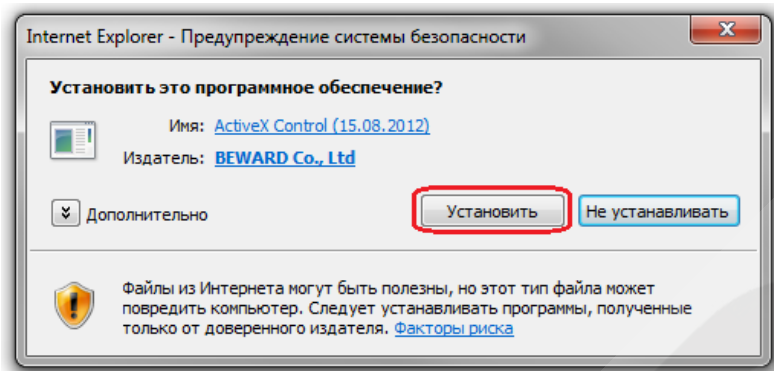 Internet Explorer - Предупреждение системы безопасности
Установить это программное обеспечение?
Имя: ActiveX Control (15.08.2012)
Издатель: BEWARD Co., Ltd
Дополнительно
Установить
Не устанавливать
Файлы из Интернета могут быть полезны, но этот тип файла может
повредить компьютер. Следует устанавливать программы, полученные
только от доверенного издателя. Факторы риска